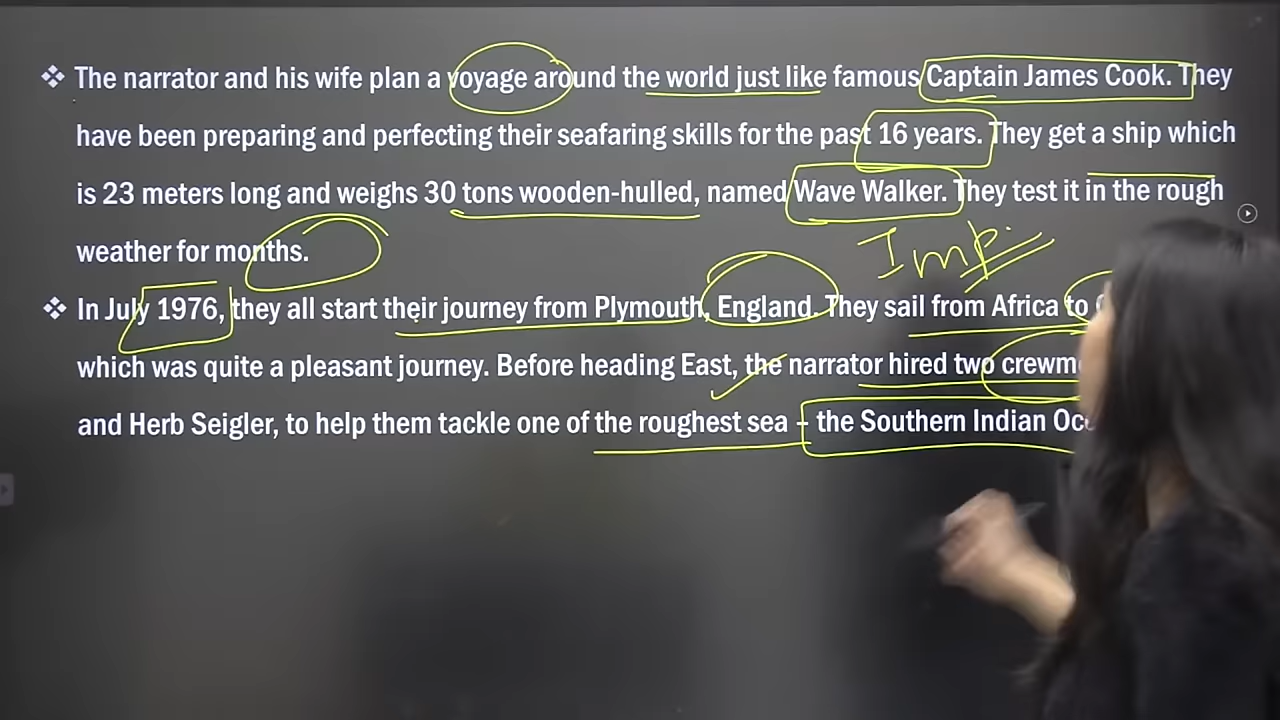 ❖ The narrator and his wife plan a voyage around the world just like famous Captain James Cook. They
have been preparing and perfecting their seafaring skills for the past 16 years. They get a ship which
is 23 meters long and weighs 30 tons wooden-hulled, named Wave Walker. They test it in the rough
weather for months.
Imp.
❖ In July 1976, they all start their journey from Plymouth, England. They sail from Africa to
which was quite a pleasant journey. Before heading East, the narrator hired two
and Herb Seigler, to help them tackle one of the roughest sea – the Southern Indian